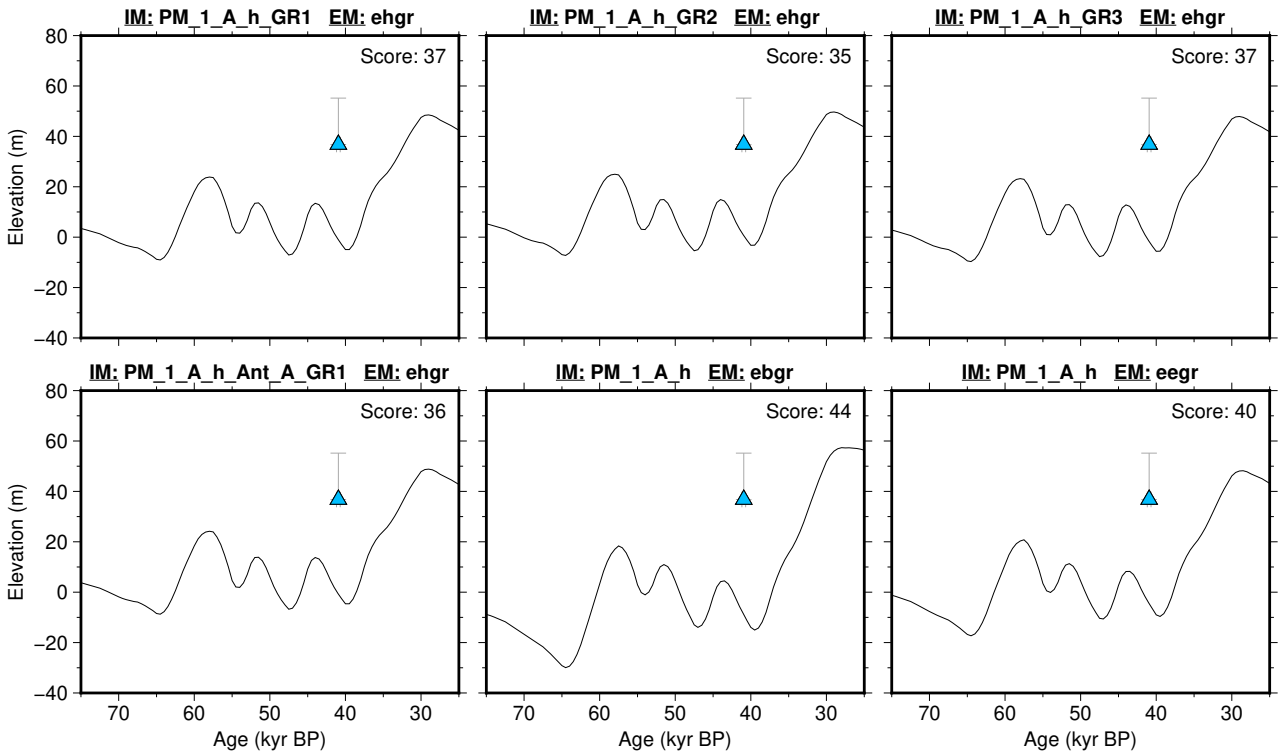 IM: PM_1_A_h_GR1 EM: ehgr
IM: PM_1_A_h_GR2 EM: ehgr
IM: PM_1_A_h_GR3 EM: ehgr
80
60
40
20
0
−20
−40
Elevation (m)
Score: 37
Score: 35
Score: 37
IM: PM_1_A_h_Ant_A_GR1 EM: ehgr
IM: PM_1_A_h EM: ebgr
IM: PM_1_A_h EM: eegr
80
60
40
20
0
−20
−40
Elevation (m)
Score: 36
Score: 44
Score: 40
70 60 50 40 30
70 60 50 40 30
70 60 50 40 30
Age (kyr BP)
Age (kyr BP)
Age (kyr BP)